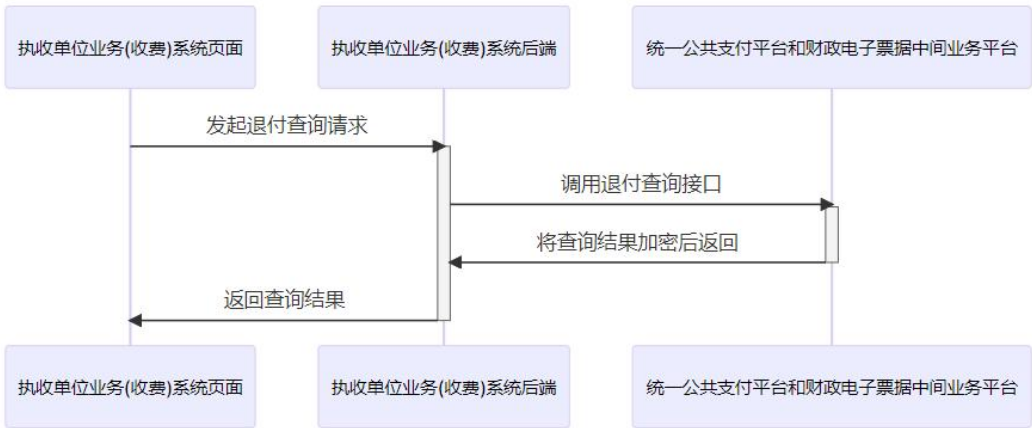 执收单位业务(收费)系统页面
执收单位业务(收费)系统后端
统一公共支付平台和财政电子票据中间业务平台
发起退付查询请求
调用退付查询接口
将查询结果加密后返回
返回查询结果
执收单位业务(收费)系统页面
执收单位业务(收费)系统后端
统一公共支付平台和财政电子票据中间业务平台